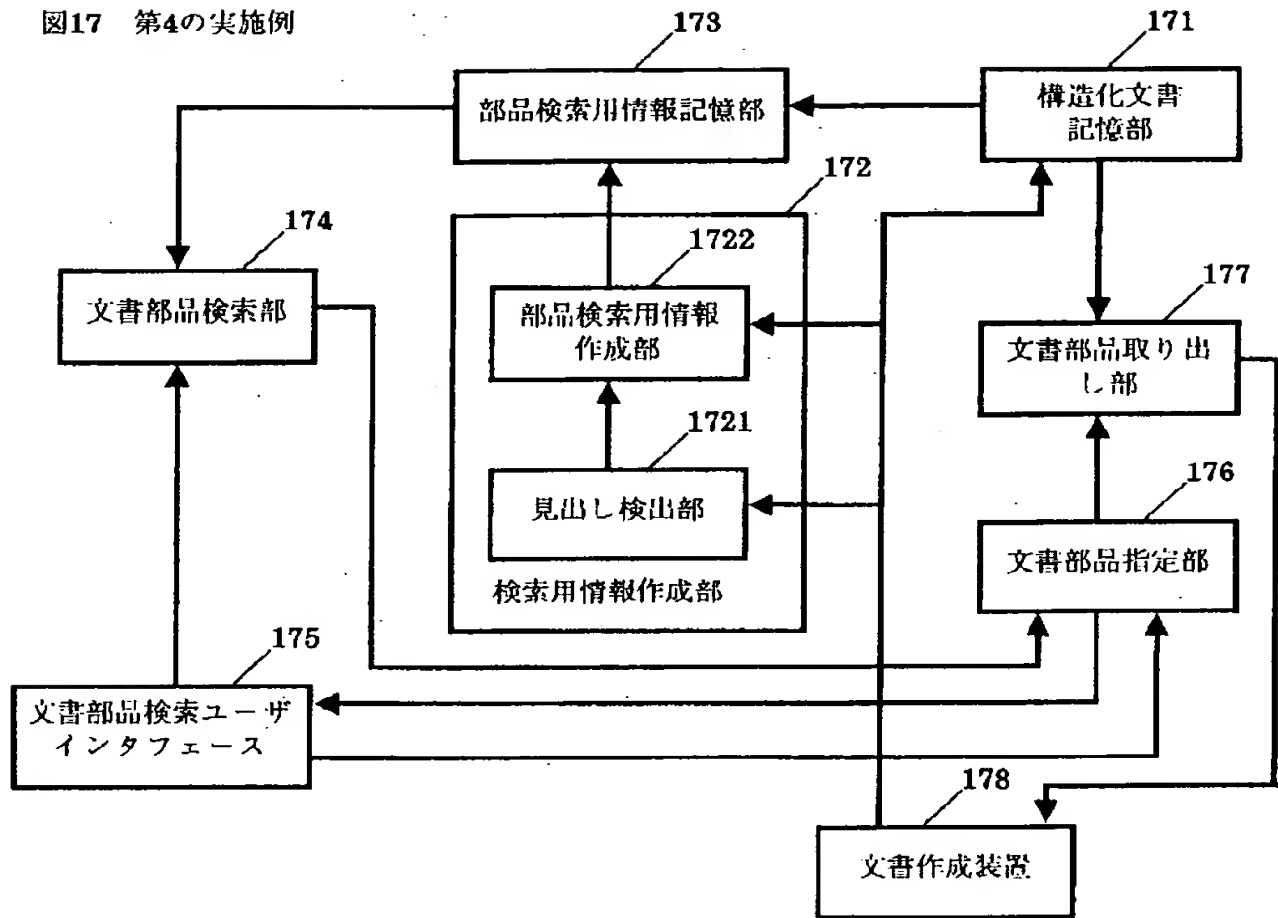 図17 第4の実施例
173
171
部品検索用情報記憶部
構造化文書
記憶部
172
174
1722
177
文書部品検索部
部品検索用情報
作成部
文書部品取り出
し部
1721
176
見出し検出部
文書部品指定部
検索用情報作成部
175
文書部品検索ユーザ
インタフェース
178
文書作成装置